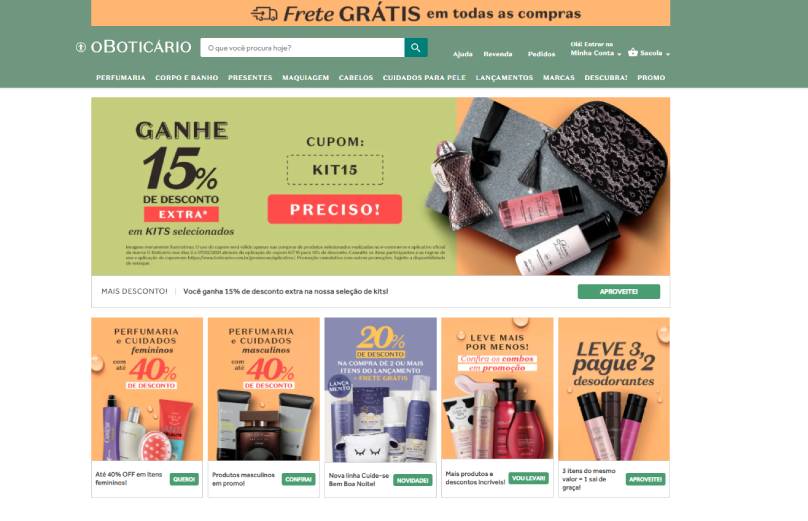 Frete GRÁTIS em todas as compras
oBOTICÁRIO
O que você procura hoje?
Ajuda
Revenda
Pedidos
Olá! Entrar na
Minha Conta
Sacola
PERFUMARIA CORPO E BANHO PRESENTES MAQUIAGEM CABELOS CUIDADOS PARA PELE LANÇAMENTOS MARCAS DESCUBRA! PROMO
GANHE
15%
DE DESCONTO
EXTRA*
em KITS selecionados
CUPOM:
KIT15
PRECISO!
MAIS DESCONTO! | Você ganha 15% de desconto extra na nossa seleção de kits!
APROVEITE!
PERFUMARIA
e CUIDADOS
femininos
com
até
40%
DE DESCONTO
Até 40% OFF em itens
femininos!
QUERO!
PERFUMARIA
e CUIDADOS
masculinos
com
até
40%
DE DESCONTO
Produtos masculinos
em promo!
CONFIRA!
20%
DE DESCONTO
NA COMPRA DE 2 OU MAIS
ITENS DO LANÇAMENTO
+ FRETE GRÁTIS
LANÇA
MENTO
Nova linha Cuide-se
Bem Boa Noite!
NOVIDADE!
LEVE MAIS
POR MENOS!
Confira os combos
em promoção
Mais produtos e
descontos incríveis!
VOU LEVAR!
LEVE 3,
pague 2
desodorantes
3 itens do mesmo
valor = 1 sai de
graça!
APROVEITE!